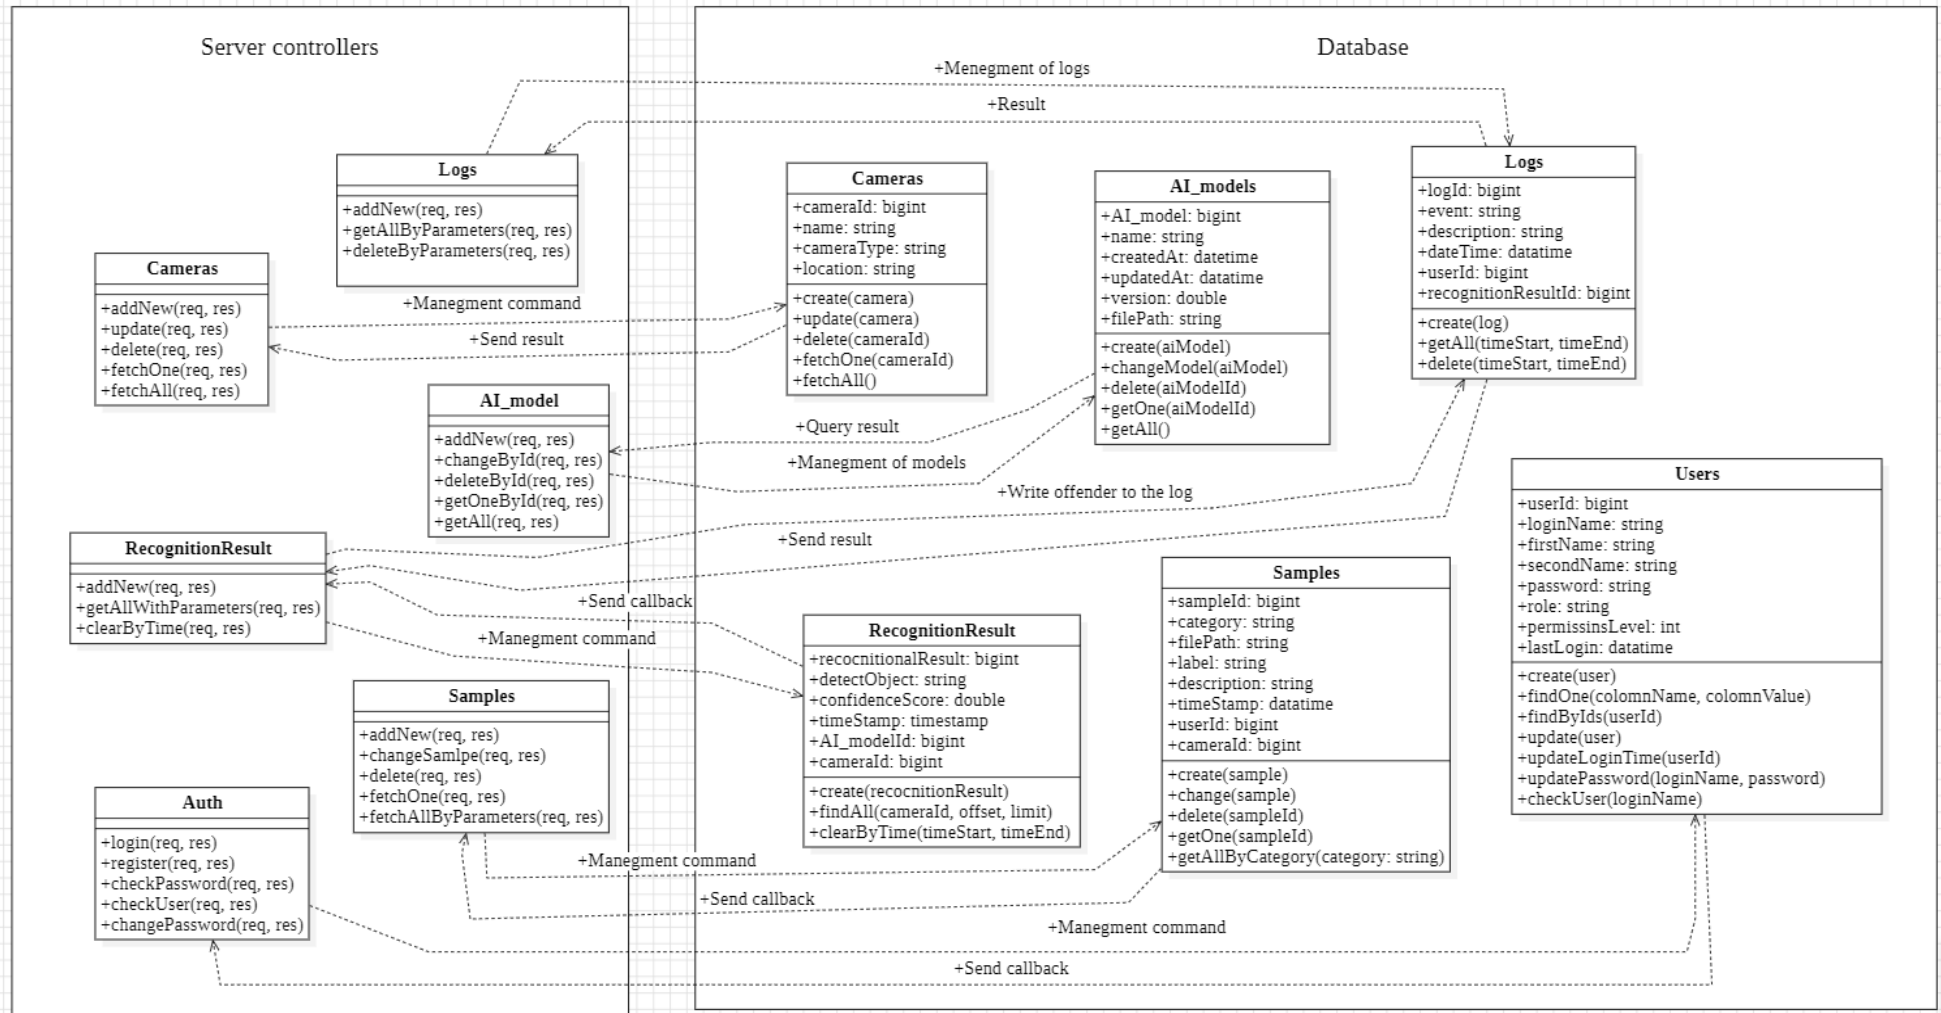 Server controllers
Database
+Menegment of logs
+Result
Logs
+addNew(req, res)
+getAllByParameters(req, res)
+deleteByParameters(req, res)
Cameras
+addNew(req, res)
+update(req, res)
+delete(req, res)
+fetchOne(req, res)
+fetchAll(req, res)
+Manegment command
+Send result
Cameras
+cameraId: bigint
+name: string
+cameraType: string
+location: string
+create(camera)
+update(camera)
+delete(cameraId)
+fetchOne(cameraId)
+fetchAll()
AI_models
+AI_model: bigint
+name: string
+createdAt: datetime
+updatedAt: datatime
+version: double
+filePath: string
+create(aiModel)
+changeModel(aiModel)
+delete(aiModelId)
+getOne(aiModelId)
+getAll()
Logs
+logId: bigint
+event: string
+description: string
+dateTime: datatime
+userId: bigint
+recognitionResultId: bigint
+create(log)
+getAll(timeStart, timeEnd)
+delete(timeStart, timeEnd)
AI_model
+addNew(req, res)
+changeById(req, res)
+deleteById(req, res)
+getOneById(req, res)
+getAll(req, res)
+Query result
+Manegment of models
+Write offender to the log
+Send result
RecognitionResult
+addNew(req, res)
+getAllWithParameters(req, res)
+clearByTime(req, res)
+Send callback
+Manegment command
RecognitionResult
+recocnitionalResult: bigint
+detectObject: string
+confidenceScore: double
+timeStamp: timestamp
+AI_modelId: bigint
+cameraId: bigint
+create(recocnitionResult)
+findAll(cameraId, offset, limit)
+clearByTime(timeStart, timeEnd)
Samples
+sampleId: bigint
+category: string
+filePath: string
+label: string
+description: string
+timeStamp: datatime
+userId: bigint
+cameraId: bigint
+create(sample)
+change(sample)
+delete(sampleId)
+getOne(sampleId)
+getAllByCategory(category: string)
Users
+userId: bigint
+loginName: string
+firstName: string
+secondName: string
+password: string
+role: string
+permissinsLevel: int
+lastLogin: datatime
+create(user)
+findOne(colomnName, colomnValue)
+findByIds(userId)
+update(user)
+updateLoginTime(userId)
+updatePassword(loginName, password)
+checkUser(loginName)
Samples
+addNew(req, res)
+changeSamlpe(req, res)
+delete(req, res)
+fetchOne(req, res)
+fetchAllByParameters(req, res)
Auth
+login(req, res)
+register(req, res)
+checkPassword(req, res)
+checkUser(req, res)
+changePassword(req, res)
+Manegment command
+Send callback
+Manegment command
+Send callback